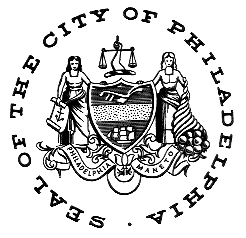 SEAL OF THE CITY OF PHILADELPHIA
PHILADELPHIA MANETO